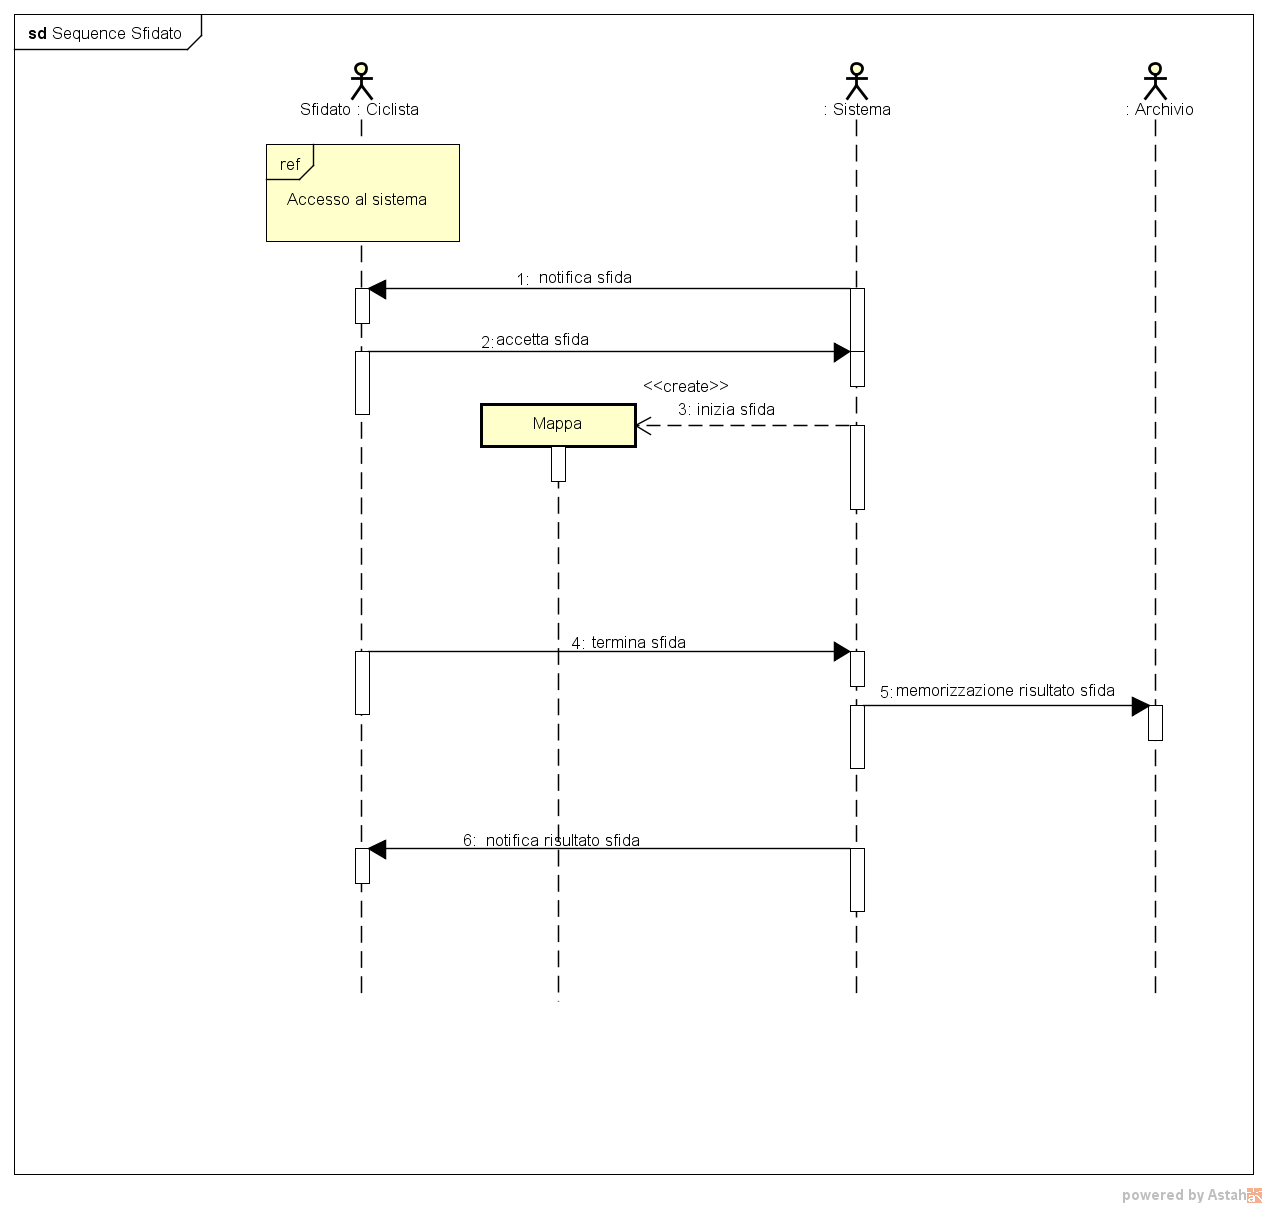 sd Sequence Sfidato
Sfidato : Ciclista
: Sistema
: Archivio
ref
Accesso al sistema
1: notifica sfida
2: accetta sfida
<<create>>
3: inizia sfida
Mappa
4: termina sfida
5: memorizzazione risultato sfida
6: notifica risultato sfida
powered by Astah